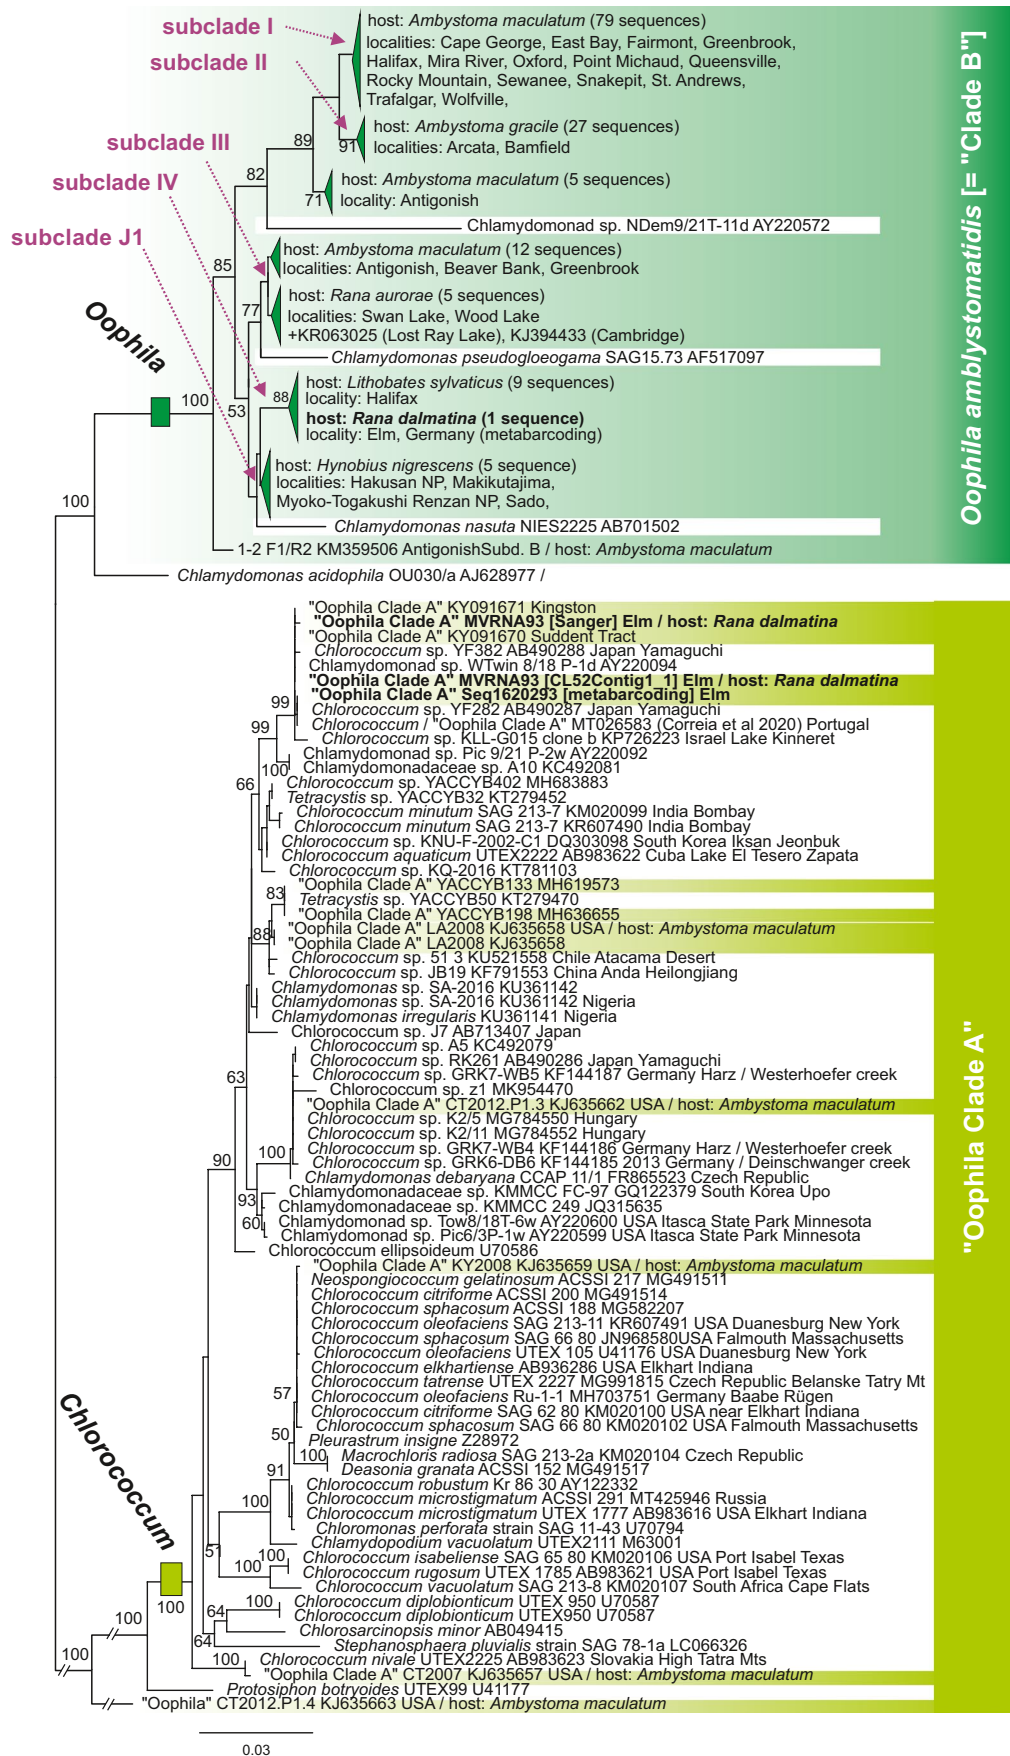 subclade I
host: Ambystoma maculatum (79 sequences)
localities: Cape George, East Bay, Fairmont, Greenbrook,
Halifax, Mira River, Oxford, Point Michaud, Queensville,
Rocky Mountain, Sewanee, Snakepit, St. Andrews,
Trafalgar, Wolfville,
subclade II
host: Ambystoma gracile (27 sequences)
localities: Arcata, Bamfield
91
89
subclade III
host: Ambystoma maculatum (5 sequences)
locality: Antigonish
71
82
subclade IV
Chlamydomonad sp. NDem9/21T-11d AY220572
subclade J1
host: Ambystoma maculatum (12 sequences)
localities: Antigonish, Beaver Bank, Greenbrook
85
host: Rana aurorae (5 sequences)
localities: Swan Lake, Wood Lake
+KR063025 (Lost Ray Lake), KJ394433 (Cambridge)
77
Chlamydomonas pseudogloeogama SAG15.73 AF517097
Oophila
host: Lithobates sylvaticus (9 sequences)
locality: Halifax
host: Rana dalmatina (1 sequence)
locality: Elm, Germany (metabarcoding)
88
100
53
host: Hynobius nigrescens (5 sequence)
localities: Hakusan NP, Makikutajima,
Myoko-Togakushi Renzan NP, Sado,
Chlamydomonas nasuta NIES2225 AB701502
1-2 F1/R2 KM359506 AntigonishSubd. B / host: Ambystoma maculatum
100
Chlamydomonas acidophila OU030/a AJ628977 /
Oophila amblystomatidis [= "Clade B"]
"Oophila Clade A" KY091671 Kingston
"Oophila Clade A" MVRNA93 [Sanger] Elm / host: Rana dalmatina
"Oophila Clade A" KY091670 Suddent Tract
Chlorococcum sp. YF382 AB490288 Japan Yamaguchi
Chlamydomonad sp. WTwin 8/18 P-1d AY220094
"Oophila Clade A" MVRNA93 [CL52Contig1_1] Elm / host: Rana dalmatina
"Oophila Clade A" Seq1620293 [metabarcoding] Elm
99
Chlorococcum sp. YF282 AB490287 Japan Yamaguchi
Chlorococcum / "Oophila Clade A" MT026583 (Correia et al 2020) Portugal
99
Chlorococcum sp. KLL-G015 clone b KP726223 Israel Lake Kinneret
Chlamydomonad sp. Pic 9/21 P-2w AY220092
100
Chlamydomonadaceae sp. A10 KC492081
66
Chlorococcum sp. YACCYB402 MH683883
Tetracystis sp. YACCYB32 KT279452
Chlorococcum minutum SAG 213-7 KM020099 India Bombay
Chlorococcum minutum SAG 213-7 KR607490 India Bombay
Chlorococcum sp. KNU-F-2002-C1 DQ303098 South Korea Iksan Jeonbuk
Chlorococcum aquaticum UTEX2222 AB983622 Cuba Lake El Tesero Zapata
Chlorococcum sp. KQ-2016 KT781103
"Oophila Clade A" YACCYB133 MH619573
83
Tetracystis sp. YACCYB50 KT279470
"Oophila Clade A" YACCYB198 MH636655
"Oophila Clade A" LA2008 KJ635658 USA / host: Ambystoma maculatum
88
"Oophila Clade A" LA2008 KJ635658
Chlorococcum sp. 51 3 KU521558 Chile Atacama Desert
Chlorococcum sp. JB19 KF791553 China Anda Heilongjiang
Chlamydomonas sp. SA-2016 KU361142
Chlamydomonas sp. SA-2016 KU361142 Nigeria
Chlamydomonas irregularis KU361141 Nigeria
Chlorococcum sp. J7 AB713407 Japan
Chlorococcum sp. A5 KC492079
Chlorococcum sp. RK261 AB490286 Japan Yamaguchi
63
Chlorococcum sp. GRK7-WB5 KF144187 Germany Harz / Westerhoefer creek
Chlorococcum sp. z1 MK954470
"Oophila Clade A" CT2012.P1.3 KJ635662 USA / host: Ambystoma maculatum
Chlorococcum sp. K2/5 MG784550 Hungary
Chlorococcum sp. K2/11 MG784552 Hungary
Chlorococcum sp. GRK7-WB4 KF144186 Germany Harz / Westerhoefer creek
100
90
Chlorococcum sp. GRK6-DB6 KF144185 2013 Germany / Deinschwanger creek
Chlamydomonas debaryana CCAP 11/1 FR865523 Czech Republic
Chlamydomonadaceae sp. KMMCC FC-97 GQ122379 South Korea Upo
93
Chlamydomonadaceae sp. KMMCC 249 JQ315635
Chlamydomonad sp. Tow8/18T-6w AY220600 USA Itasca State Park Minnesota
60
Chlamydomonad sp. Pic6/3P-1w AY220599 USA Itasca State Park Minnesota
Chlorococcum ellipsoideum U70586
"Oophila Clade A"
"Oophila Clade A" KY2008 KJ635659 USA / host: Ambystoma maculatum
Neospongiococcum gelatinosum ACSSI 217 MG491511
Chlorococcum citriforme ACSSI 200 MG491514
Chlorococcum sphacosum ACSSI 188 MG582207
Chlorococcum oleofaciens SAG 213-11 KR607491 USA Duanesburg New York
Chlorococcum sphacosum SAG 66 80 JN968580USA Falmouth Massachusetts
Chlorococcum oleofaciens UTEX 105 U41176 USA Duanesburg New York
Chlorococcum elkhartiense AB936286 USA Elkhart Indiana
Chlorococcum tatrense UTEX 2227 MG991815 Czech Republic Belanske Tatry Mt
57
Chlorococcum oleofaciens Ru-1-1 MH703751 Germany Baabe Rügen
Chlorococcum citriforme SAG 62 80 KM020100 USA near Elkhart Indiana
Chlorococcum sphacosum SAG 66 80 KM020102 USA Falmouth Massachusetts
50
Pleurastrum insigne Z28972
100
Macrochloris radiosa SAG 213-2a KM020104 Czech Republic
Deasonia granata ACSSI 152 MG491517
91
Chlorococcum robustum Kr 86 30 AY122332
Chlorococcum microstigmatum ACSSI 291 MT425946 Russia
100
Chlorococcum microstigmatum UTEX 1777 AB983616 USA Elkhart Indiana
Chloromonas perforata strain SAG 11-43 U70794
Chlamydopodium vacuolatum UTEX2111 M63001
Chlorococcum
51
100
Chlorococcum isabeliense SAG 65 80 KM020106 USA Port Isabel Texas
100
Chlorococcum rugosum UTEX 1785 AB983621 USA Port Isabel Texas
Chlorococcum vacuolatum SAG 213-8 KM020107 South Africa Cape Flats
100
100
Chlorococcum diplobionticum UTEX 950 U70587
64
Chlorococcum diplobionticum UTEX950 U70587
100
Chlorosarcinopsis minor AB049415
64
Stephanosphaera pluvialis strain SAG 78-1a LC066326
100
100
Chlorococcum nivale UTEX2225 AB983623 Slovakia High Tatra Mts
"Oophila Clade A" CT2007 KJ635657 USA / host: Ambystoma maculatum
Protosiphon botryoides UTEX99 U41177
"Oophila" CT2012.P1.4 KJ635663 USA / host: Ambystoma maculatum
0.03